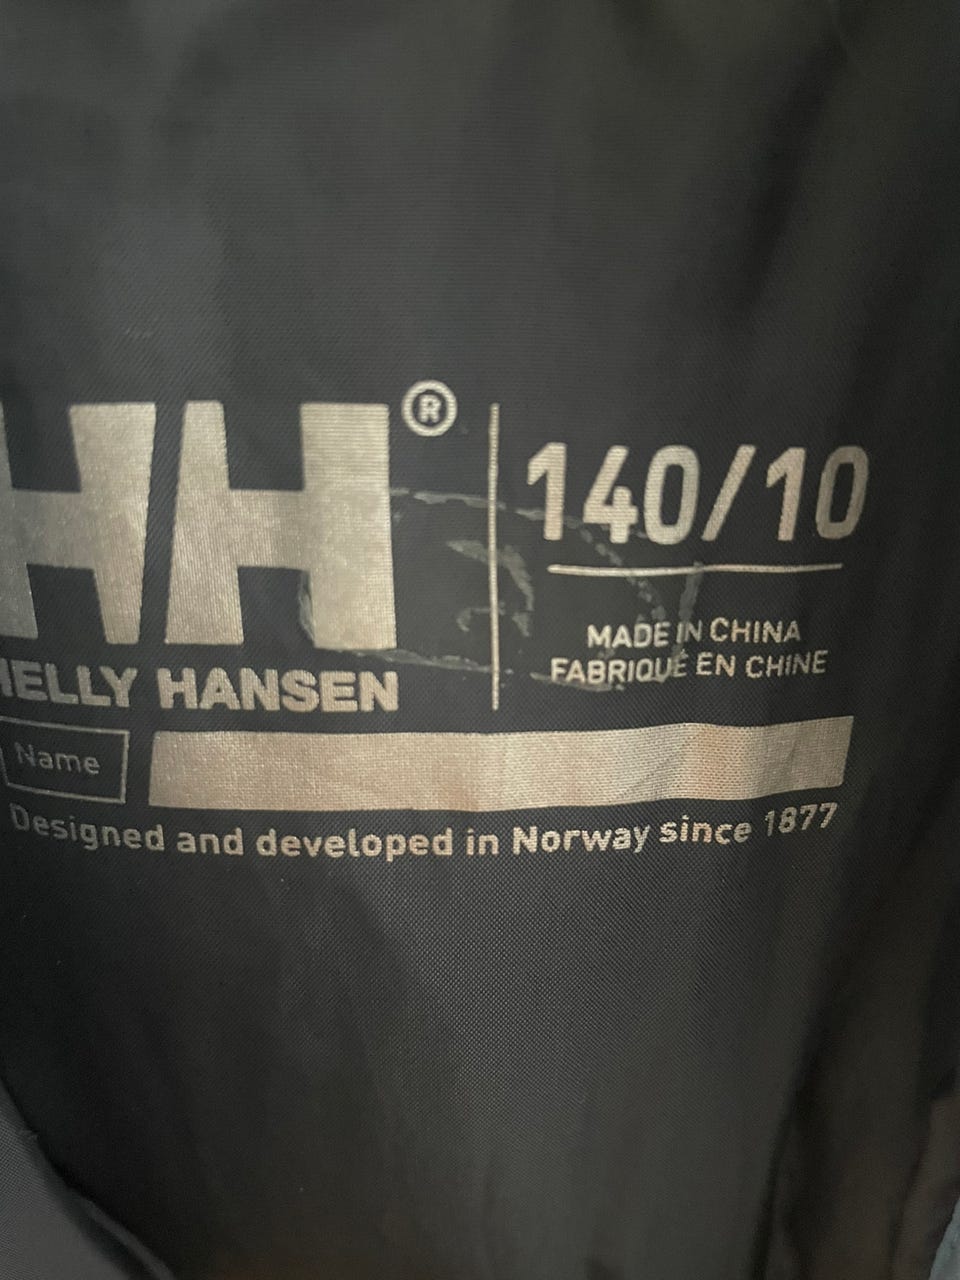 HH®
HELLY HANSEN
140/10
MADE IN CHINA
FABRIQUÉ EN CHINE
Name
Designed and developed in Norway since 1877